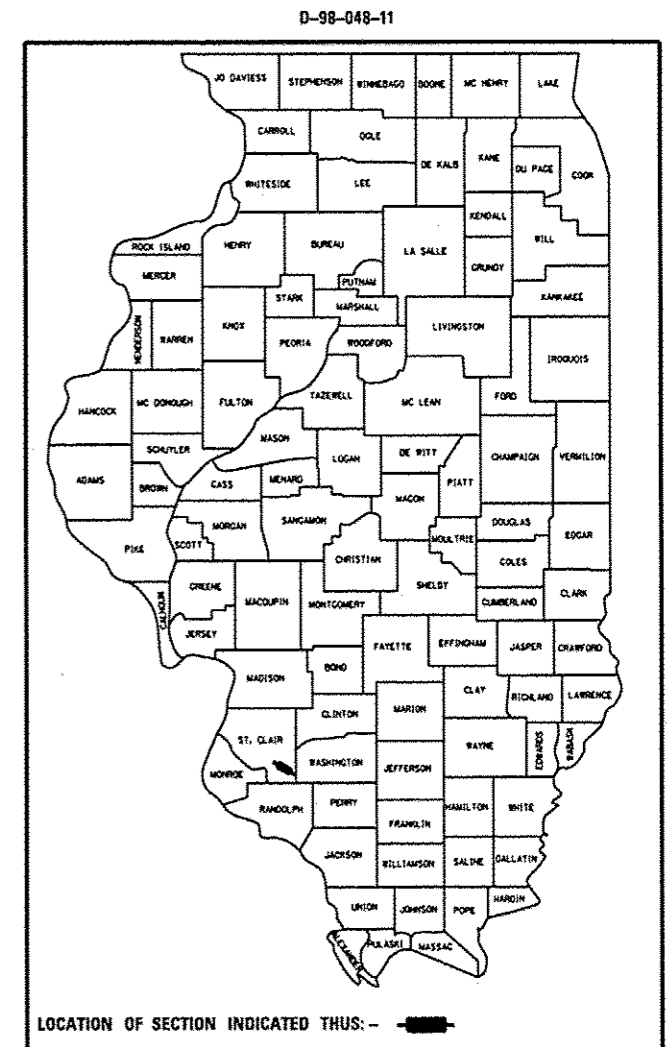 D-98-048-11
JO DAVIESS STEPHENSON WINNEBAGO BOONE MC HENRY LAKE
CARROLL OGLE DE KALB KANE DU PAGE COOK
WHITESIDE LEE
KENDALL WILL
ROCK ISLAND HENRY BUREAU LA SALLE GRUNDY
MERCER PUTNAM KANKAKEE
STARK MARSHALL
HENDERSON WARREN KNOX PEORIA WOODFORD LIVINGSTON IROQUOIS
HANCOCK MC DONOUGH FULTON TAZEWELL MC LEAN FORD
MASON
SCHUYLER LOGAN DE WITT CHAMPAIGN VERMILION
ADAMS BROWN CASS MENARD PIATT
MACON
PIKE SCOTT MORGAN SANGAMON MOULTRIE DOUGLAS EDGAR
CHRISTIAN COLES
CALHOUN GREENE MACOUPIN MONTGOMERY SHELBY CUMBERLAND CLARK
JERSEY FAYETTE EFFINGHAM JASPER CRAWFORD
MADISON BOND
CLAY RICHLAND LAWRENCE
CLINTON MARION
ST. CLAIR WAYNE EDWARDS WABASH
MONROE WASHINGTON JEFFERSON
RANDOLPH PERRY HAMILTON WHITE
FRANKLIN
JACKSON WILLIAMSON SALINE GALLATIN
UNION JOHNSON POPE HARDIN
ALEXANDER PULASKI MASSAC
LOCATION OF SECTION INDICATED THUS: -